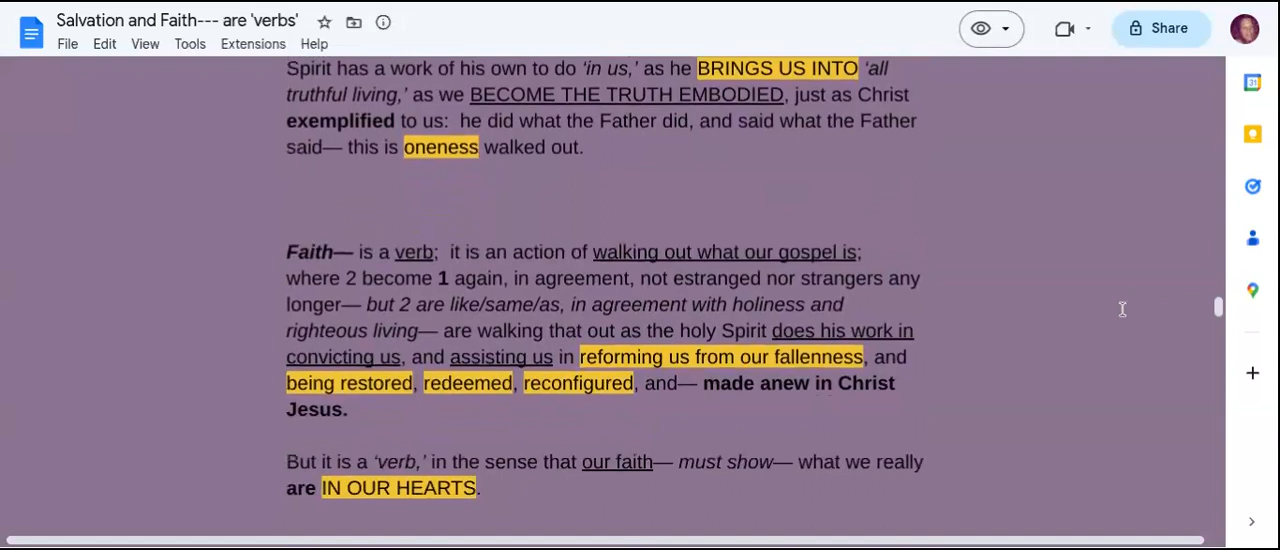 Salvation and Faith--- are 'verbs'
File Edit View Tools Extensions Help
Share
Spirit has a work of his own to do ‘in us,’ as he BRINGS US INTO ‘all
truthful living,’ as we BECOME THE TRUTH EMBODIED, just as Christ
exemplified to us:  he did what the Father did, and said what the Father
said— this is oneness walked out.
Faith— is a verb;  it is an action of walking out what our gospel is;
where 2 become 1 again, in agreement, not estranged nor strangers any
longer— but 2 are like/same/as, in agreement with holiness and
righteous living— are walking that out as the holy Spirit does his work in
convicting us, and assisting us in reforming us from our fallenness, and
being restored, redeemed, reconfigured, and— made anew in Christ
Jesus.
But it is a ‘verb,’ in the sense that our faith— must show— what we really
are IN OUR HEARTS.
31